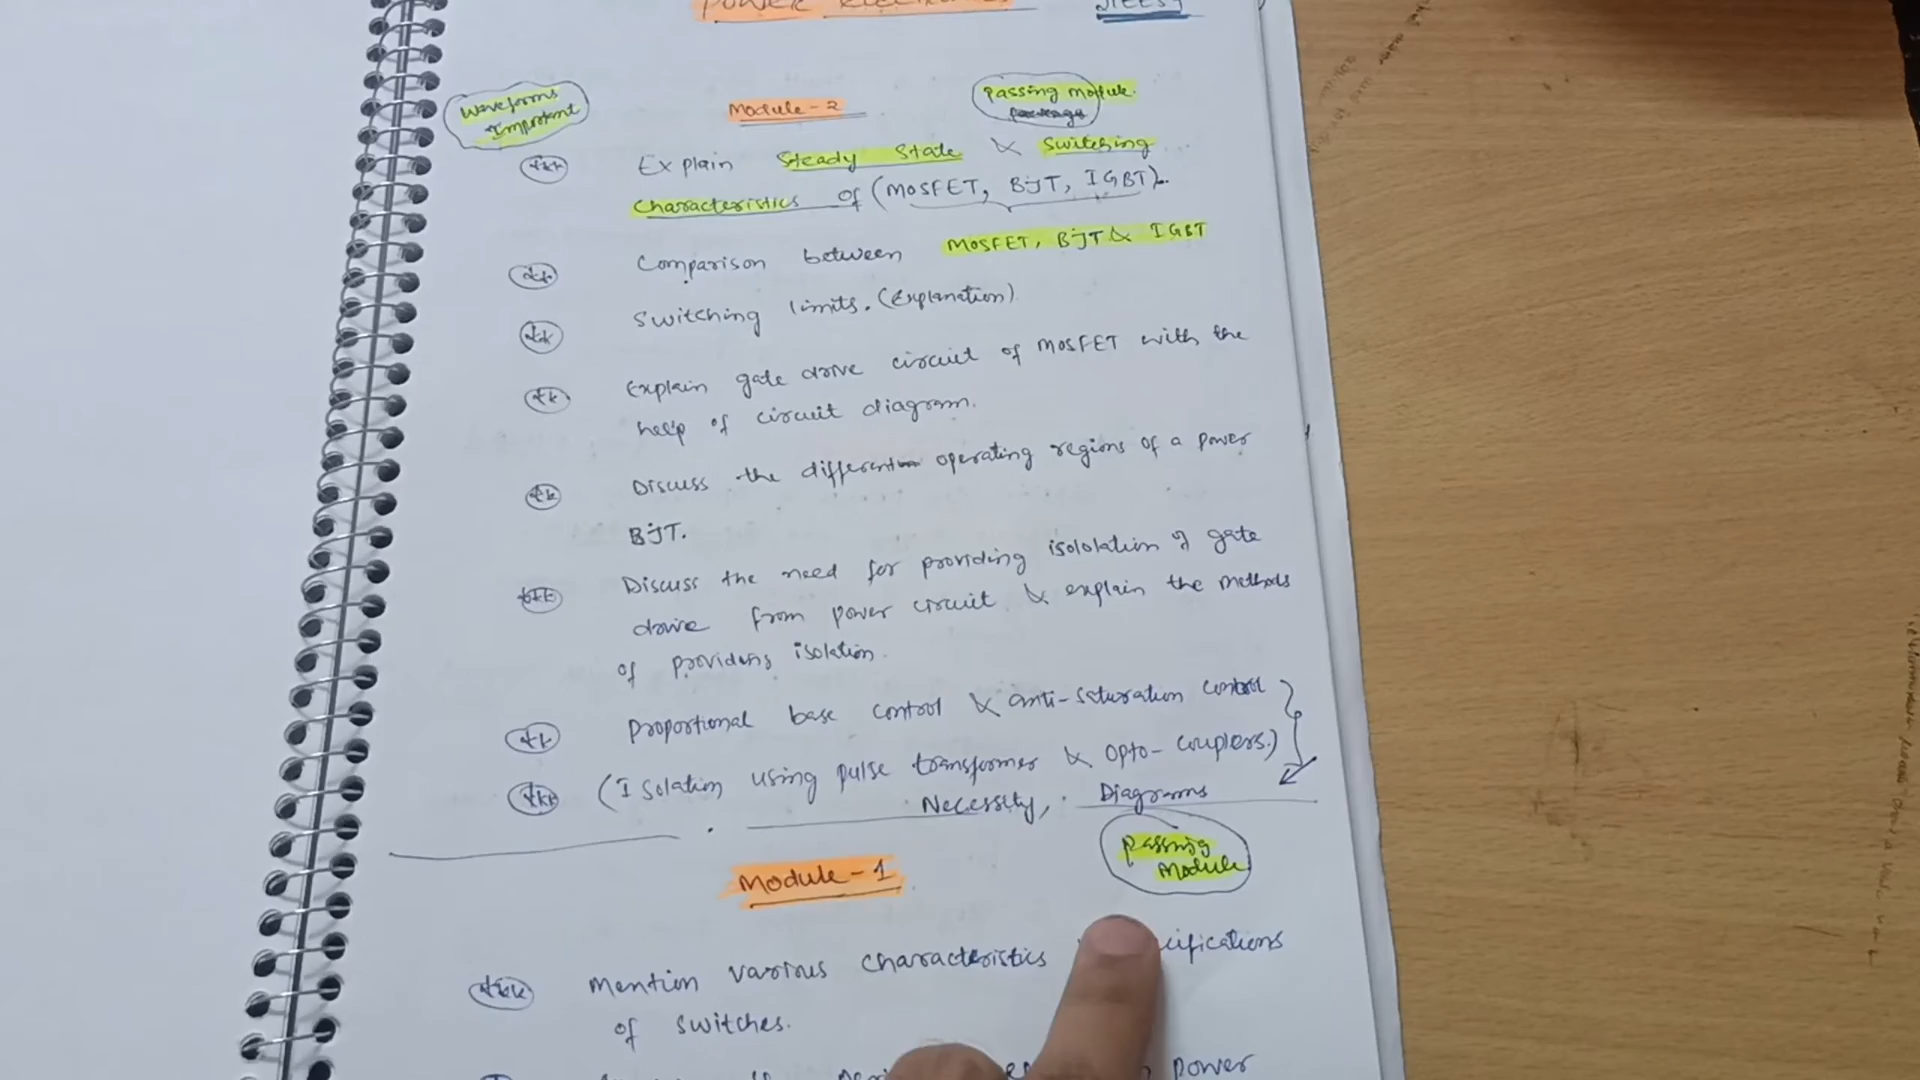 Power Electronics
Waveforms
Important
Module-2
Passing module.
*** Explain Steady State & Switching
Characteristics of (MOSFET, BJT, IGBT).
** Comparison between MOSFET, BJT & IGBT
** Switching limits. (Explanation)
** Explain gate drive circuit of MOSFET with the
help of circuit diagram.
** Discuss the different operating regions of a power
BJT.
*** Discuss the need for providing isololation of gate
drive from power circuit & explain the methods
of providing isolation.
** Proportional base control & anti-saturation control
*** (Isolation using pulse transformer & opto-couplers.)
Necessity, Diagrams
Module-1
Passing
module
*** Mention various characteristics
of switches.
power